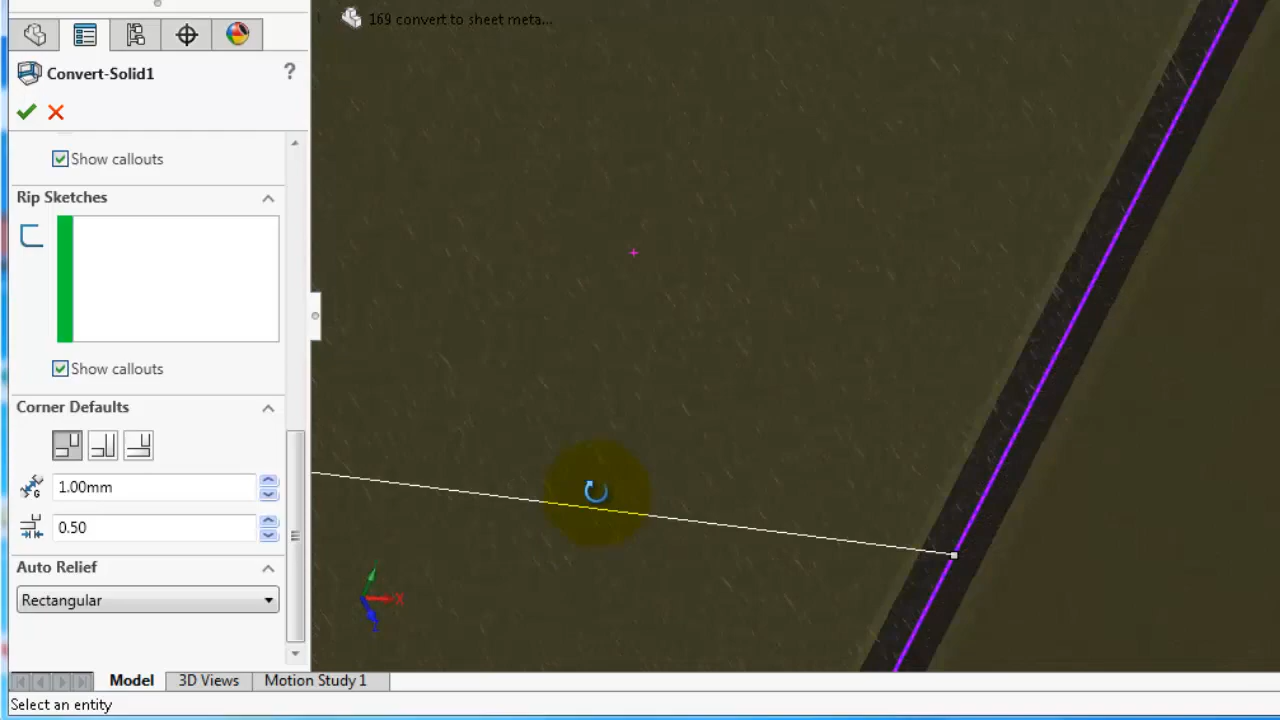 169 convert to sheet meta...
Convert-Solid1
?
Show callouts
Rip Sketches
Show callouts
Corner Defaults
G
1.00mm
0.50
Auto Relief
Rectangular
X
Model
3D Views
Motion Study 1
Select an entity